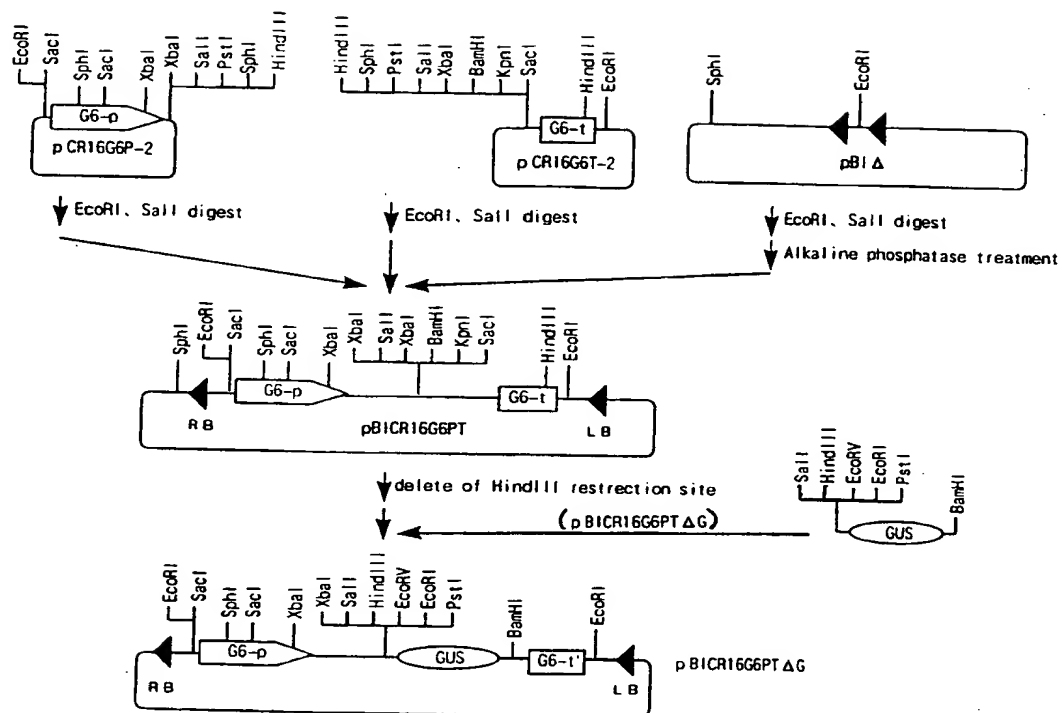 EcoRI
SacI
SphI
SacI
XbaI
XbaI
SalI
PstI
SphI
HindIII
G6-p
pCR16G6P-2
HindIII
SphI
PstI
SalI
XbaI
BamHI
KpnI
SacI
HindIII
EcoRI
G6-t
pCR16G6T-2
SphI
EcoRI
pBIΔ
EcoRI、SalI digest
EcoRI、SalI digest
EcoRI、SalI digest
Alkaline phosphatase treatment
SphI
EcoRI
SacI
SphI
SacI
XbaI
XbaI
SalI
XbaI
BamHI
KpnI
SacI
HindIII
EcoRI
G6-p
G6-t
RB
pBICR16G6PT
LB
delete of HindIII restrection site
(pBICR16G6PTΔG)
SalI
HindIII
EcoRV
EcoRI
PstI
BamHI
GUS
EcoRI
SacI
SphI
SacI
XbaI
XbaI
SalI
HindIII
EcoRV
EcoRI
PstI
BamHI
EcoRI
G6-p
GUS
G6-t'
RB
LB
pBICR16G6PTΔG